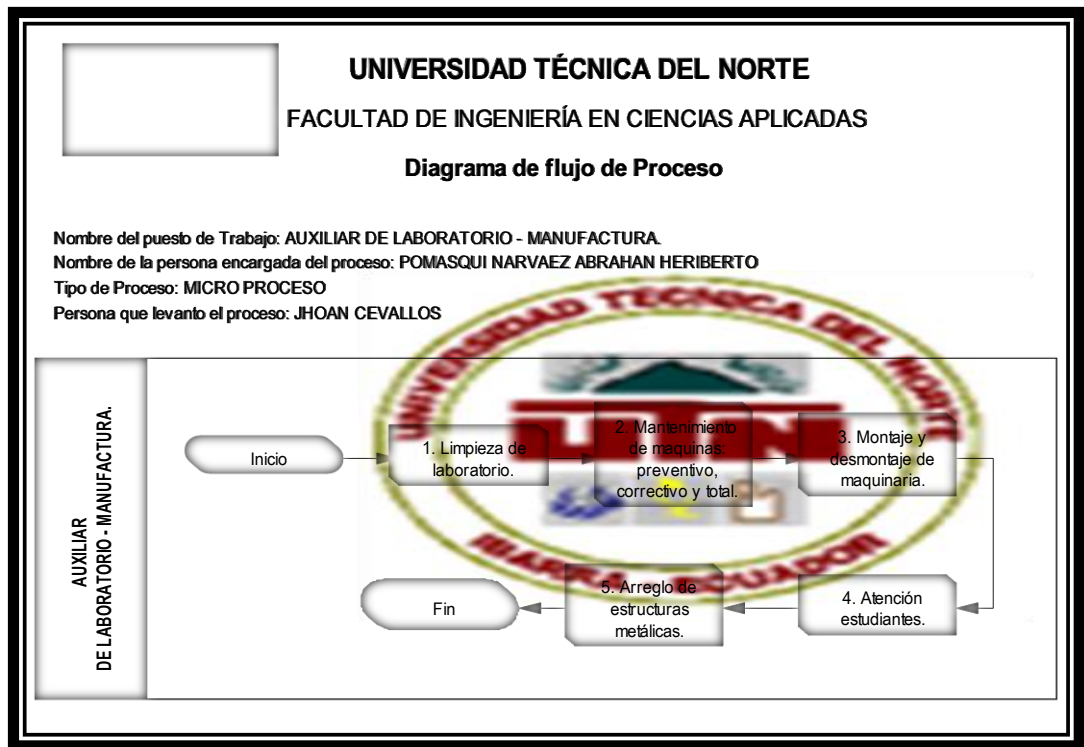 UNIVERSIDAD TÉCNICA DEL NORTE
FACULTAD DE INGENIERÍA EN CIENCIAS APLICADAS
Diagrama de flujo de Proceso
Nombre del puesto de Trabajo: AUXILIAR DE LABORATORIO - MANUFACTURA.
Nombre de la persona encargada del proceso: POMASQUI NARVAEZ ABRAHAN HERIBERTO
Tipo de Proceso: MICRO PROCESO
Persona que levanto el proceso: JHOAN CEVALLOS
UNIVERSIDAD TECNICA DEL NORTE
UTN
IBARRA - ECUADOR
AUXILIAR
DE LABORATORIO - MANUFACTURA.
Inicio
1. Limpieza de
laboratorio.
2. Mantenimiento
de maquinas:
preventivo,
correctivo y total.
3. Montaje y
desmontaje de
maquinaria.
4. Atención
estudiantes.
5. Arreglo de
estructuras
metálicas.
Fin